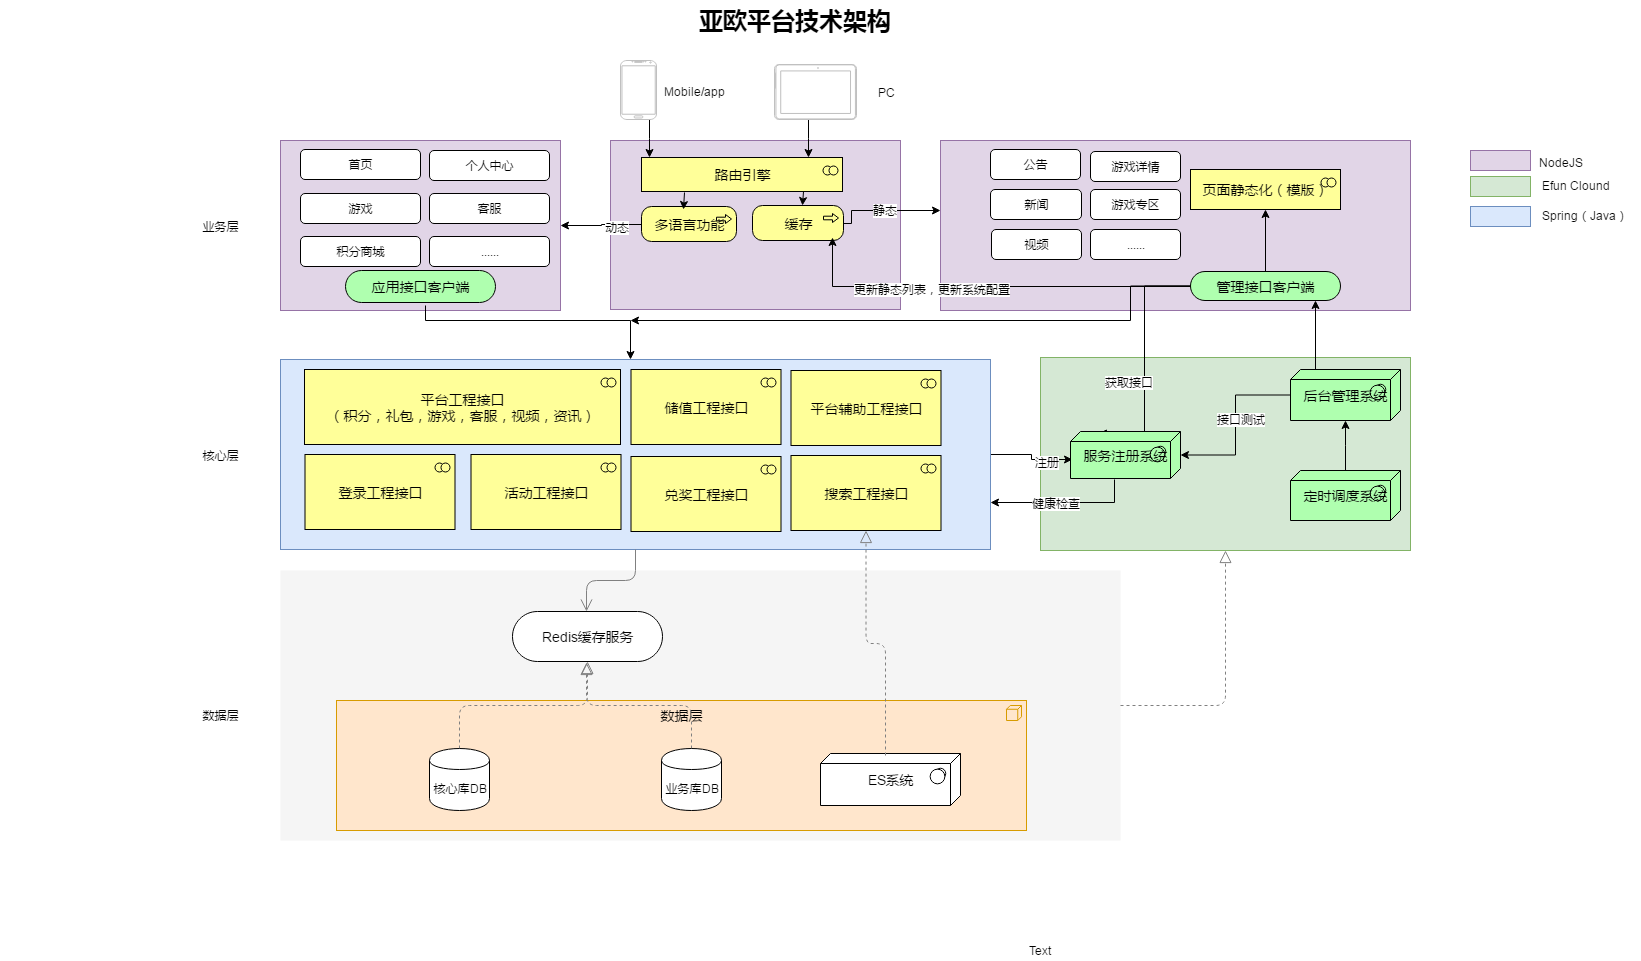 亚欧平台技术架构
Mobile/app
PC
首页
个人中心
游戏
客服
积分商城
......
应用接口客户端
业务层
路由引擎
多语言功能
缓存
动态
静态
更新静态列表，更新系统配置
公告
游戏详情
新闻
游戏专区
视频
......
页面静态化（模版）
管理接口客户端
NodeJS
Efun Clound
Spring（Java）
核心层
平台工程接口
（积分，礼包，游戏，客服，视频，资讯）
储值工程接口
平台辅助工程接口
登录工程接口
活动工程接口
兑奖工程接口
搜索工程接口
获取接口
接口测试
注册
健康检查
服务注册系统
后台管理系统
定时调度系统
数据层
Redis缓存服务
数据层
核心库DB
业务库DB
ES系统
Text